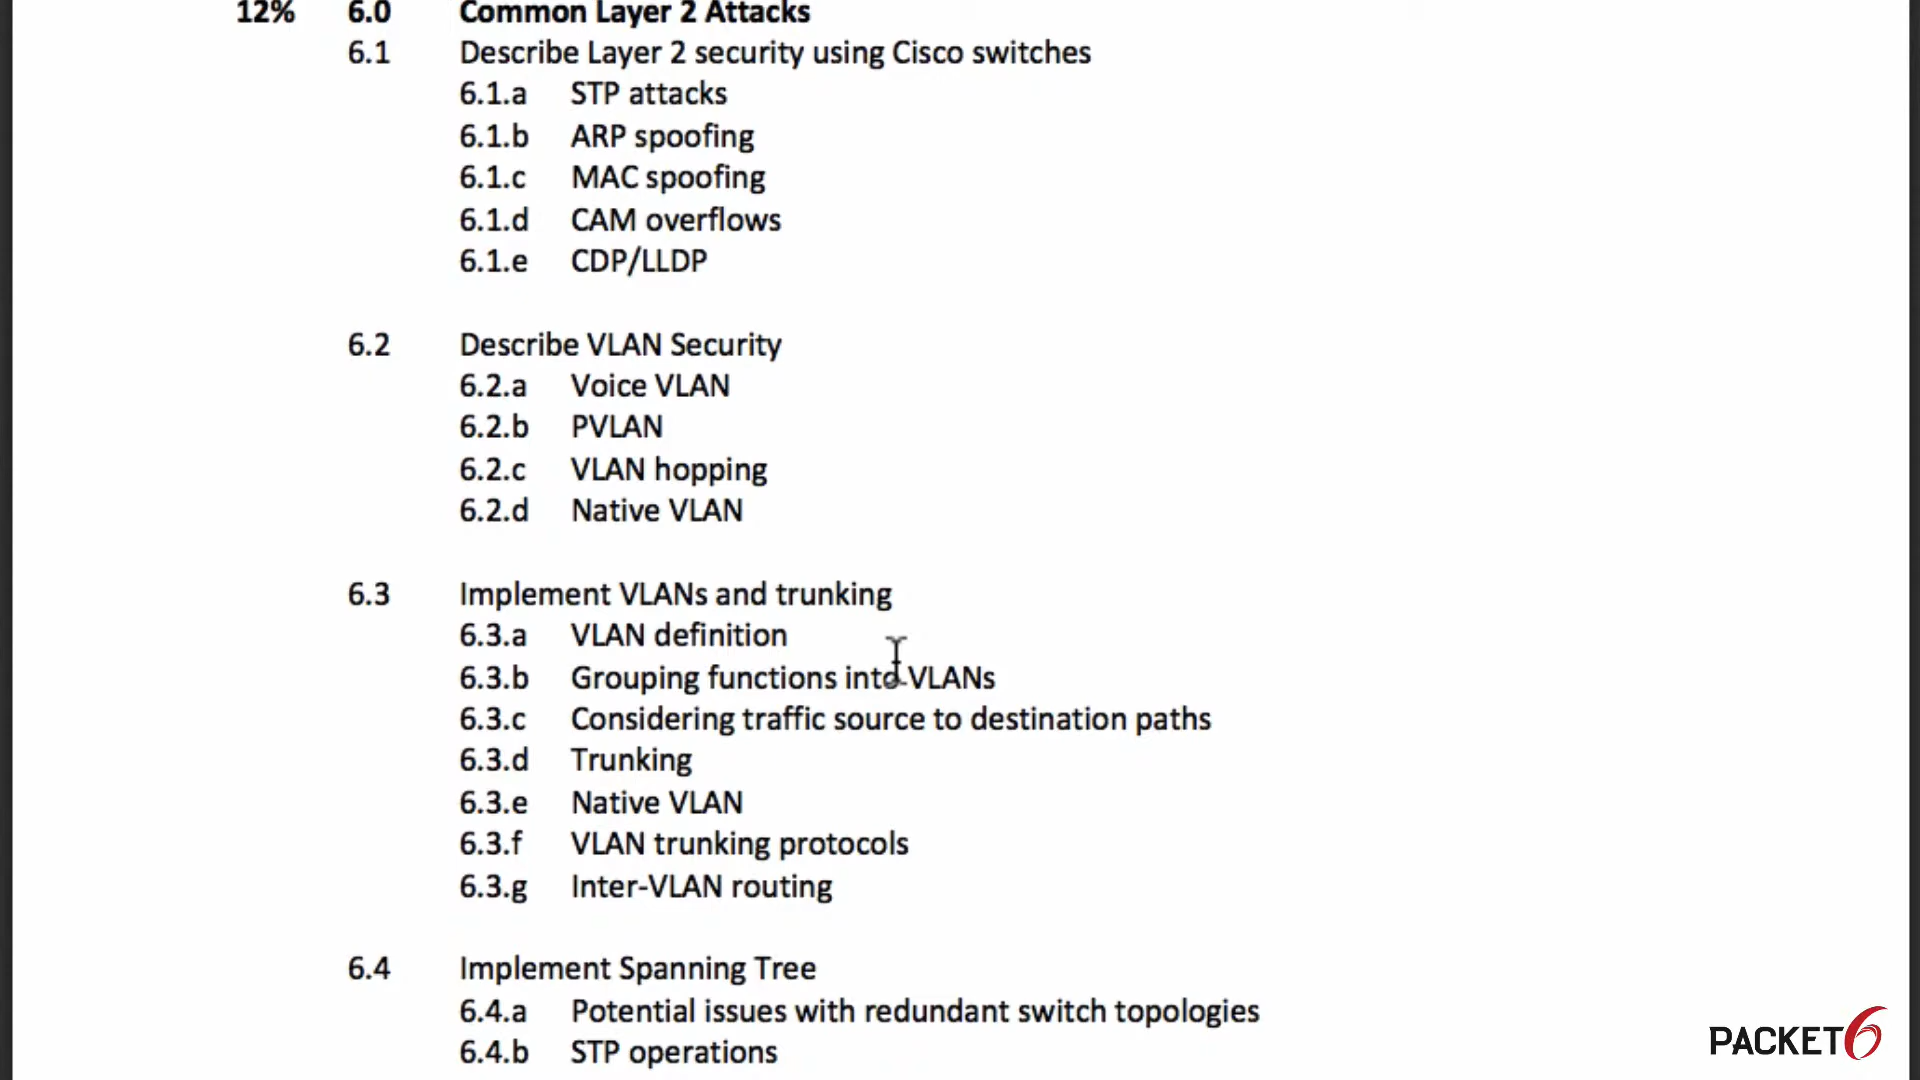 12% 6.0 Common Layer 2 Attacks
6.1 Describe Layer 2 security using Cisco switches
6.1.a STP attacks
6.1.b ARP spoofing
6.1.c MAC spoofing
6.1.d CAM overflows
6.1.e CDP/LLDP
6.2 Describe VLAN Security
6.2.a Voice VLAN
6.2.b PVLAN
6.2.c VLAN hopping
6.2.d Native VLAN
6.3 Implement VLANs and trunking
6.3.a VLAN definition
6.3.b Grouping functions into VLANs
6.3.c Considering traffic source to destination paths
6.3.d Trunking
6.3.e Native VLAN
6.3.f VLAN trunking protocols
6.3.g Inter-VLAN routing
6.4 Implement Spanning Tree
6.4.a Potential issues with redundant switch topologies
6.4.b STP operations
PACKET6